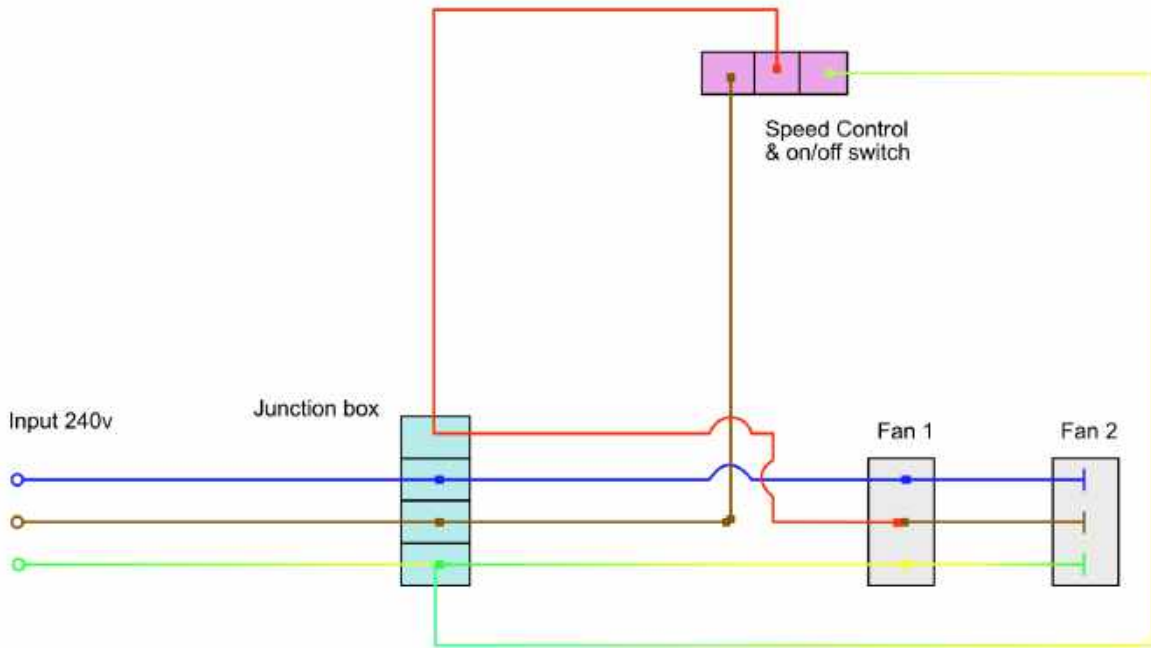 Speed Control
& on/off switch
Input 240v
Junction box
Fan 1
Fan 2